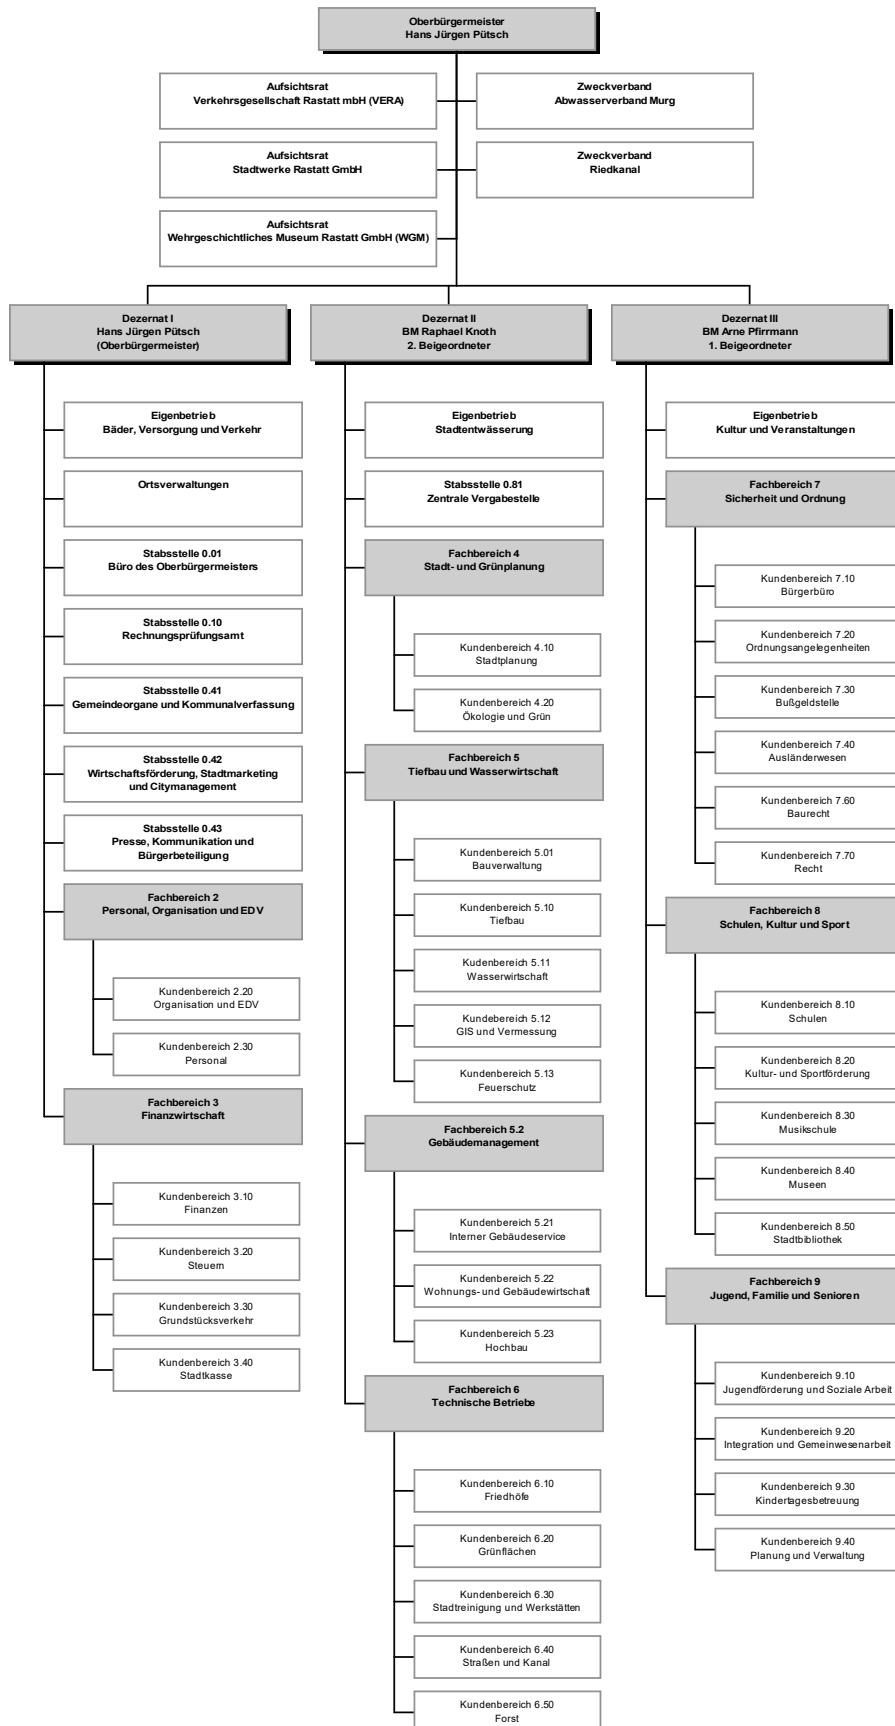 Oberbürgermeister
Hans Jürgen Pütsch
Aufsichtsrat
Verkehrsgesellschaft Rastatt mbH (VERA)
Zweckverband
Abwasserverband Murg
Aufsichtsrat
Stadtwerke Rastatt GmbH
Zweckverband
Riedkanal
Aufsichtsrat
Wehrgeschichtliches Museum Rastatt GmbH (WGM)
Dezernat I
Hans Jürgen Pütsch
(Oberbürgermeister)
Eigenbetrieb
Bäder, Versorgung und Verkehr
Ortsverwaltungen
Stabsstelle 0.01
Büro des Oberbürgermeisters
Stabsstelle 0.10
Rechnungsprüfungsamt
Stabsstelle 0.41
Gemeindeorgane und Kommunalverfassung
Stabsstelle 0.42
Wirtschaftsförderung, Stadtmarketing
und Citymanagement
Stabsstelle 0.43
Presse, Kommunikation und
Bürgerbeteiligung
Fachbereich 2
Personal, Organisation und EDV
Kundenbereich 2.20
Organisation und EDV
Kundenbereich 2.30
Personal
Fachbereich 3
Finanzwirtschaft
Kundenbereich 3.10
Finanzen
Kundenbereich 3.20
Steuern
Kundenbereich 3.30
Grundstücksverkehr
Kundenbereich 3.40
Stadtkasse
Dezernat II
BM Raphael Knoth
2. Beigeordneter
Eigenbetrieb
Stadtentwässerung
Stabsstelle 0.81
Zentrale Vergabestelle
Fachbereich 4
Stadt- und Grünplanung
Kundenbereich 4.10
Stadtplanung
Kundenbereich 4.20
Ökologie und Grün
Fachbereich 5
Tiefbau und Wasserwirtschaft
Kundenbereich 5.01
Bauverwaltung
Kundenbereich 5.10
Tiefbau
Kudenbereich 5.11
Wasserwirtschaft
Kundebereich 5.12
GIS und Vermessung
Kundenbereich 5.13
Feuerschutz
Fachbereich 5.2
Gebäudemanagement
Kundenbereich 5.21
Interner Gebäudeservice
Kundenbereich 5.22
Wohnungs- und Gebäudewirtschaft
Kundenbereich 5.23
Hochbau
Fachbereich 6
Technische Betriebe
Kundenbereich 6.10
Friedhöfe
Kundenbereich 6.20
Grünflächen
Kundenbereich 6.30
Stadtreinigung und Werkstätten
Kundenbereich 6.40
Straßen und Kanal
Kundenbereich 6.50
Forst
Dezernat III
BM Arne Pfirrmann
1. Beigeordneter
Eigenbetrieb
Kultur und Veranstaltungen
Fachbereich 7
Sicherheit und Ordnung
Kundenbereich 7.10
Bürgerbüro
Kundenbereich 7.20
Ordnungsangelegenheiten
Kundenbereich 7.30
Bußgeldstelle
Kundenbereich 7.40
Ausländerwesen
Kundenbereich 7.60
Baurecht
Kundenbereich 7.70
Recht
Fachbereich 8
Schulen, Kultur und Sport
Kundenbereich 8.10
Schulen
Kundenbereich 8.20
Kultur- und Sportförderung
Kundenbereich 8.30
Musikschule
Kundenbereich 8.40
Museen
Kundenbereich 8.50
Stadtbibliothek
Fachbereich 9
Jugend, Familie und Senioren
Kundenbereich 9.10
Jugendförderung und Soziale Arbeit
Kundenbereich 9.20
Integration und Gemeinwesenarbeit
Kundenbereich 9.30
Kindertagesbetreuung
Kundenbereich 9.40
Planung und Verwaltung